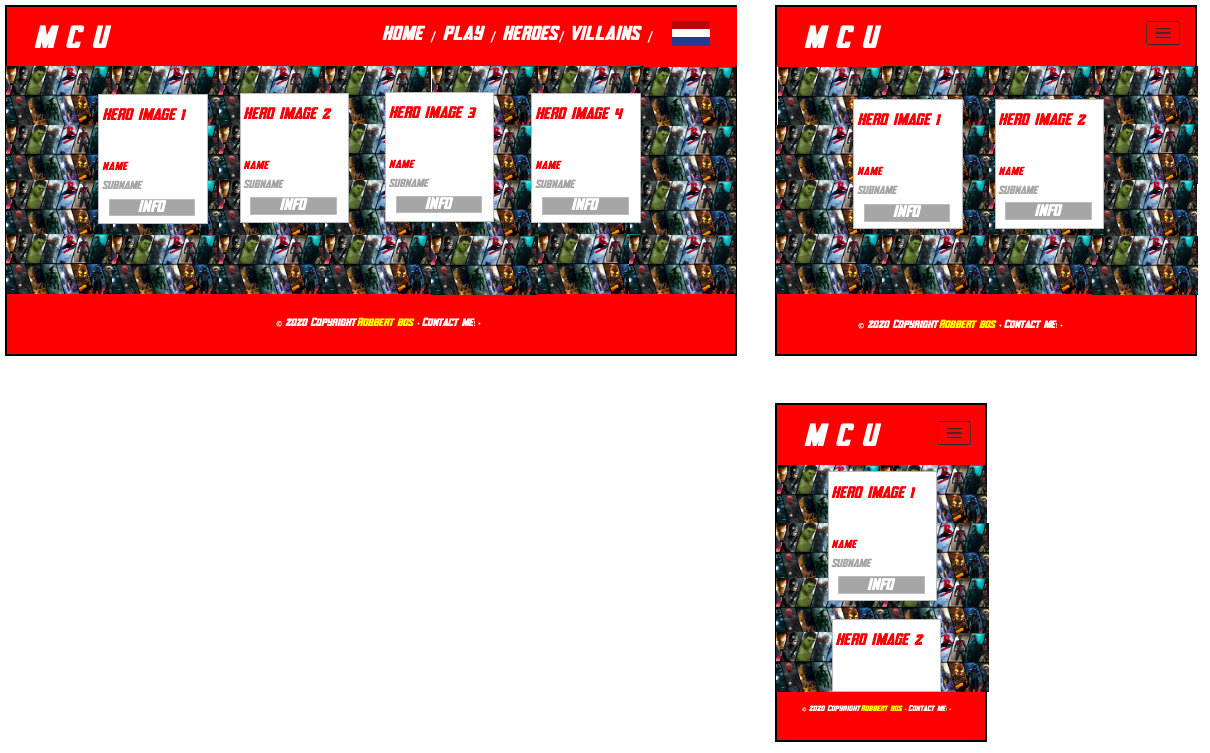 MCU
HOME / PLAY / HEROES/ VILLAINS /
HERO IMAGE 1
NAME
SUBNAME
INFO
HERO IMAGE 2
NAME
SUBNAME
INFO
HERO IMAGE 3
NAME
SUBNAME
INFO
HERO IMAGE 4
NAME
SUBNAME
INFO
© 2020 Copyright Robbert bos · Contact me! ·
MCU
HERO IMAGE 1
NAME
SUBNAME
INFO
HERO IMAGE 2
NAME
SUBNAME
INFO
© 2020 Copyright Robbert bos · Contact me! ·
MCU
HERO IMAGE 1
NAME
SUBNAME
INFO
HERO IMAGE 2
© 2020 Copyright Robbert bos · Contact me! ·